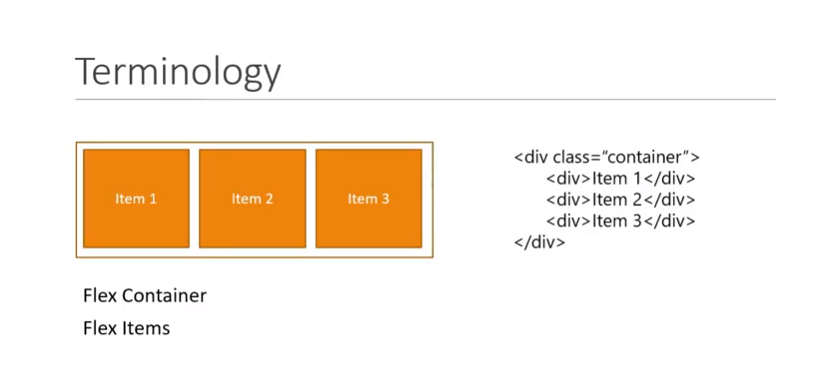 Terminology
Item 1
Item 2
Item 3
<div class="container">
<div>Item 1</div>
<div>Item 2</div>
<div>Item 3</div>
</div>
Flex Container
Flex Items